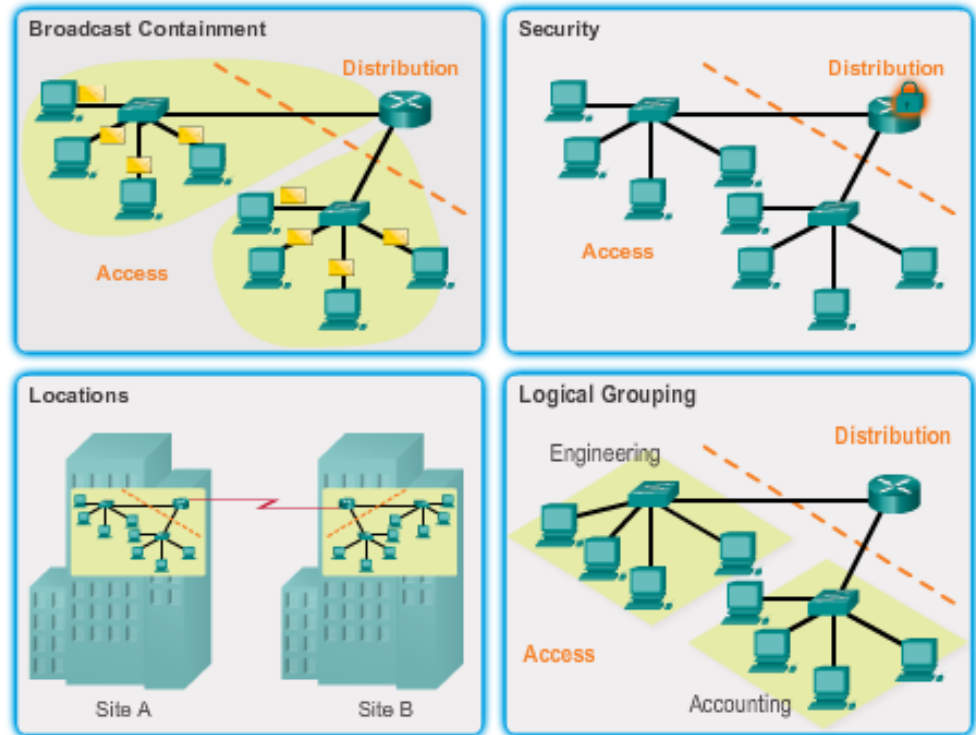 Broadcast Containment
Distribution
Access
Security
Distribution
Access
Locations
Site A
Site B
Logical Grouping
Engineering
Distribution
Access
Accounting